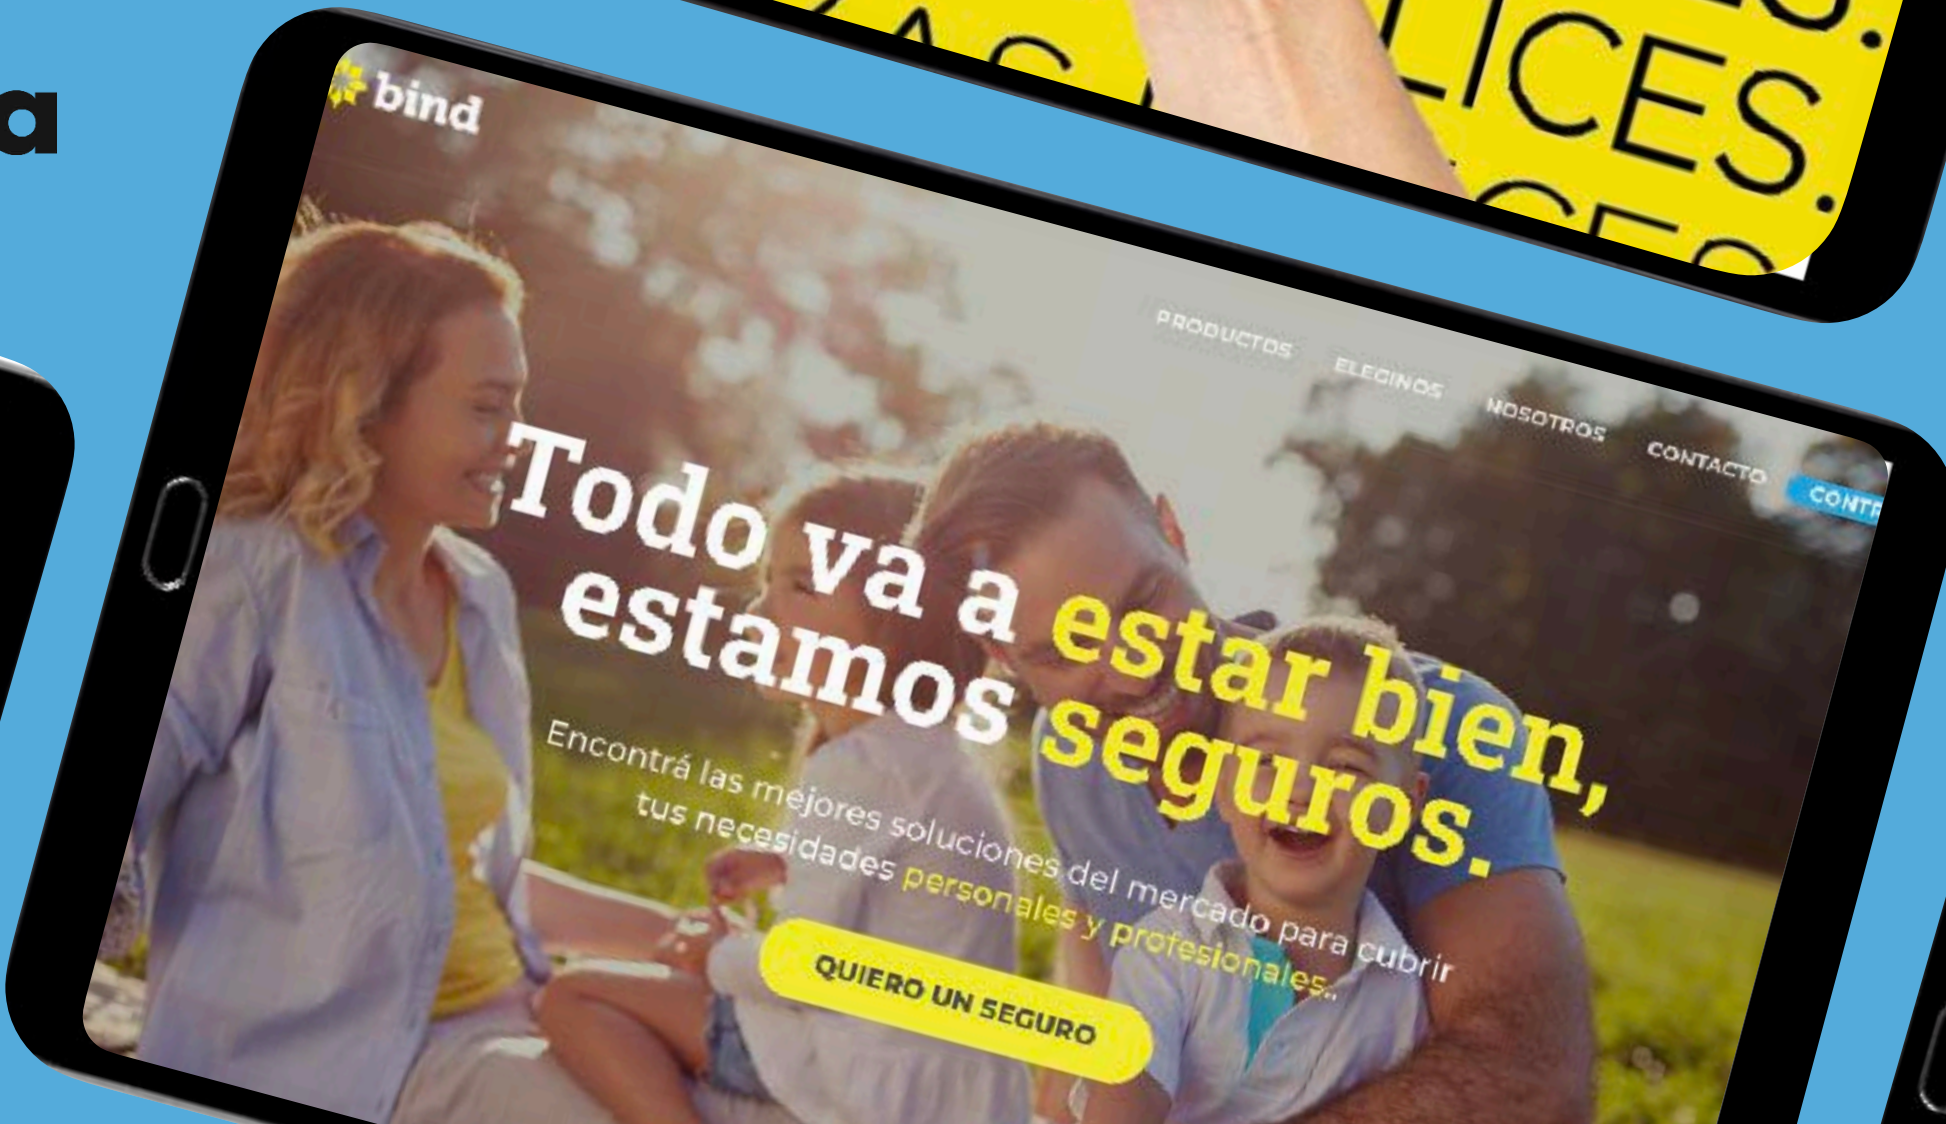 a
LICES.
bind
PRODUCTOS
ELEGINOS
NOSOTROS
CONTACTO
Todo va a estar bien,
estamos seguros.
Encontrá las mejores soluciones del mercado para cubrir
tus necesidades personales y profesionales..
QUIERO UN SEGURO